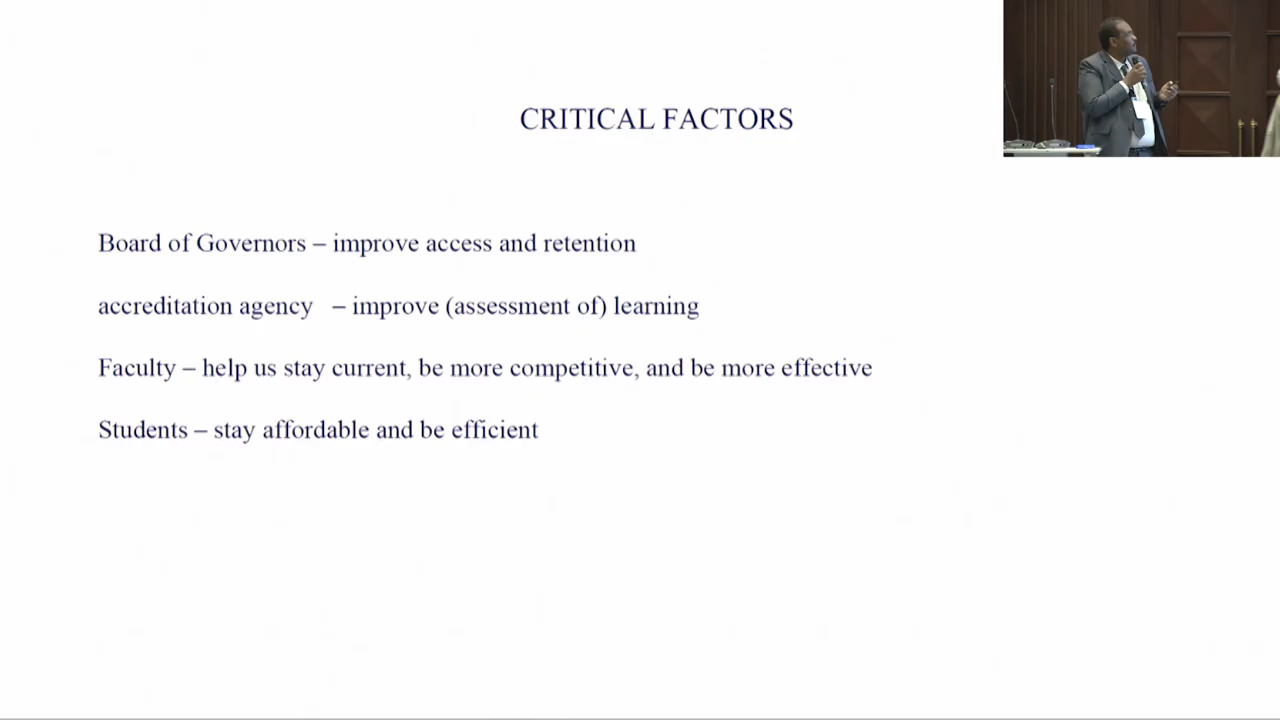 CRITICAL FACTORS
Board of Governors – improve access and retention
accreditation agency – improve (assessment of) learning
Faculty – help us stay current, be more competitive, and be more effective
Students – stay affordable and be efficient